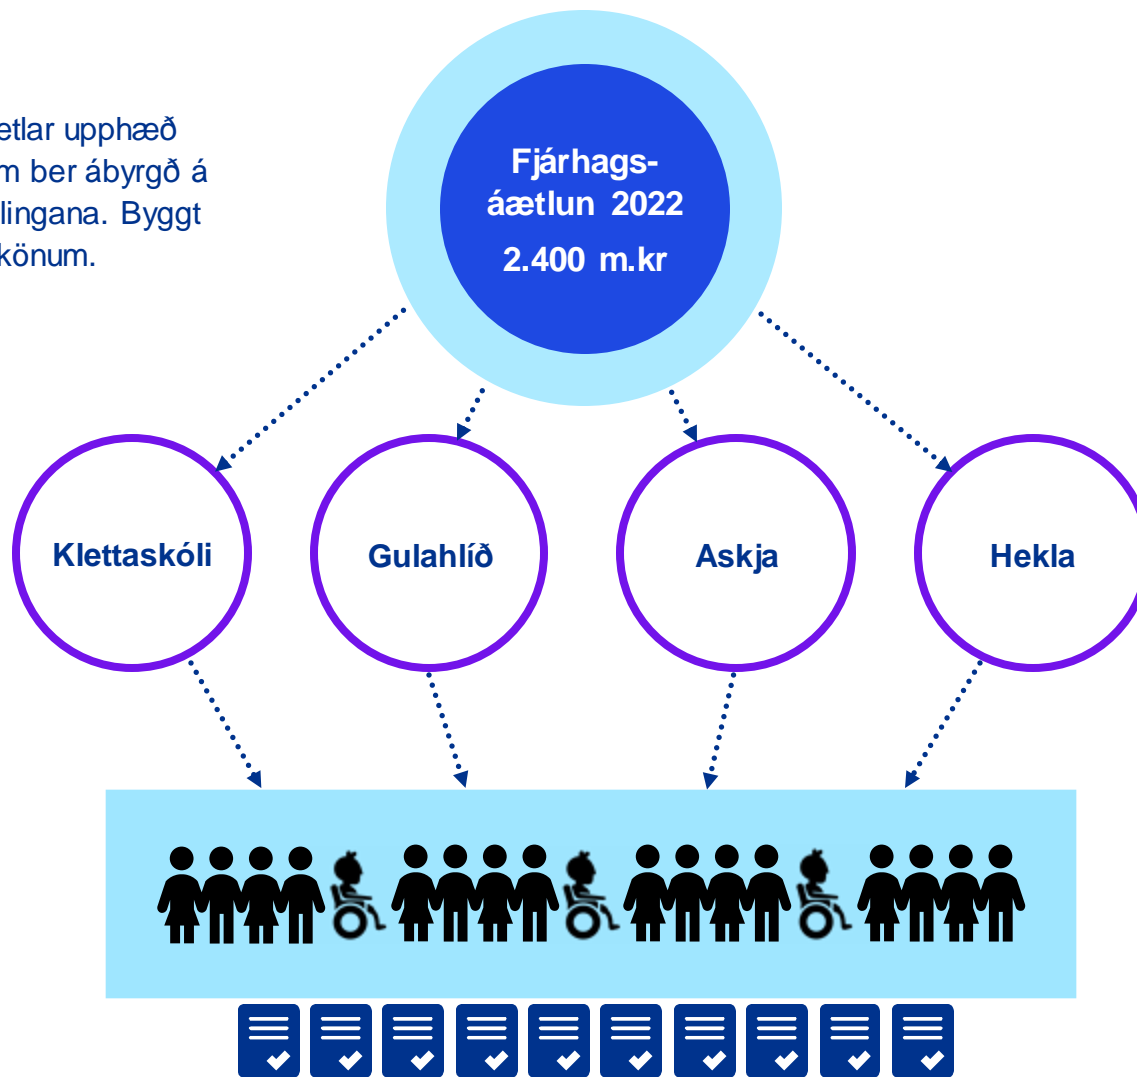 etlar upphæð
m ber ábyrgð á
lingana. Byggt
könum.
Fjárhags-
áætlun 2022
2.400 m.kr
Klettaskóli
Gulahlíð
Askja
Hekla